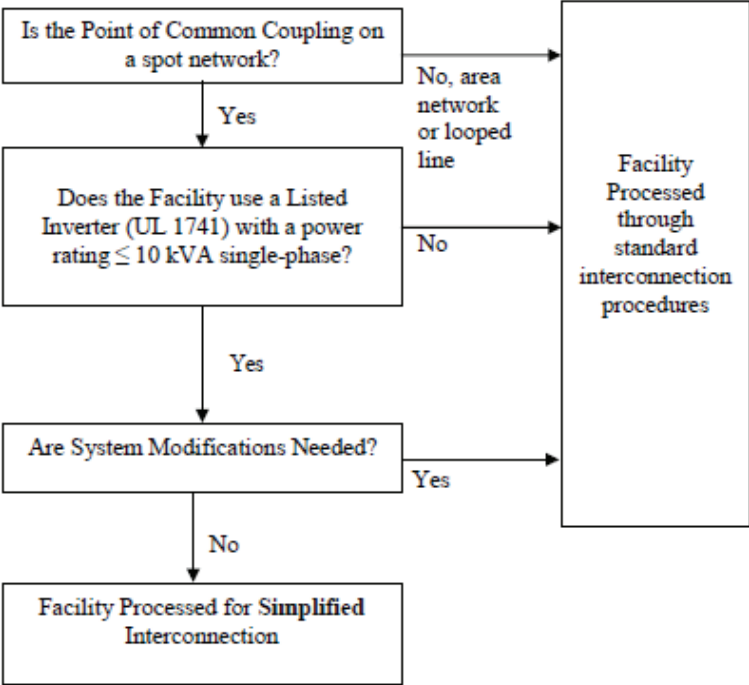 Is the Point of Common Coupling on
a spot network?
No, area
network
or looped
line
Yes
Does the Facility use a Listed
Inverter (UL 1741) with a power
rating ≤ 10 kVA single-phase?
No
Facility
Processed
through
standard
interconnection
procedures
Yes
Are System Modifications Needed?
Yes
No
Facility Processed for Simplified
Interconnection